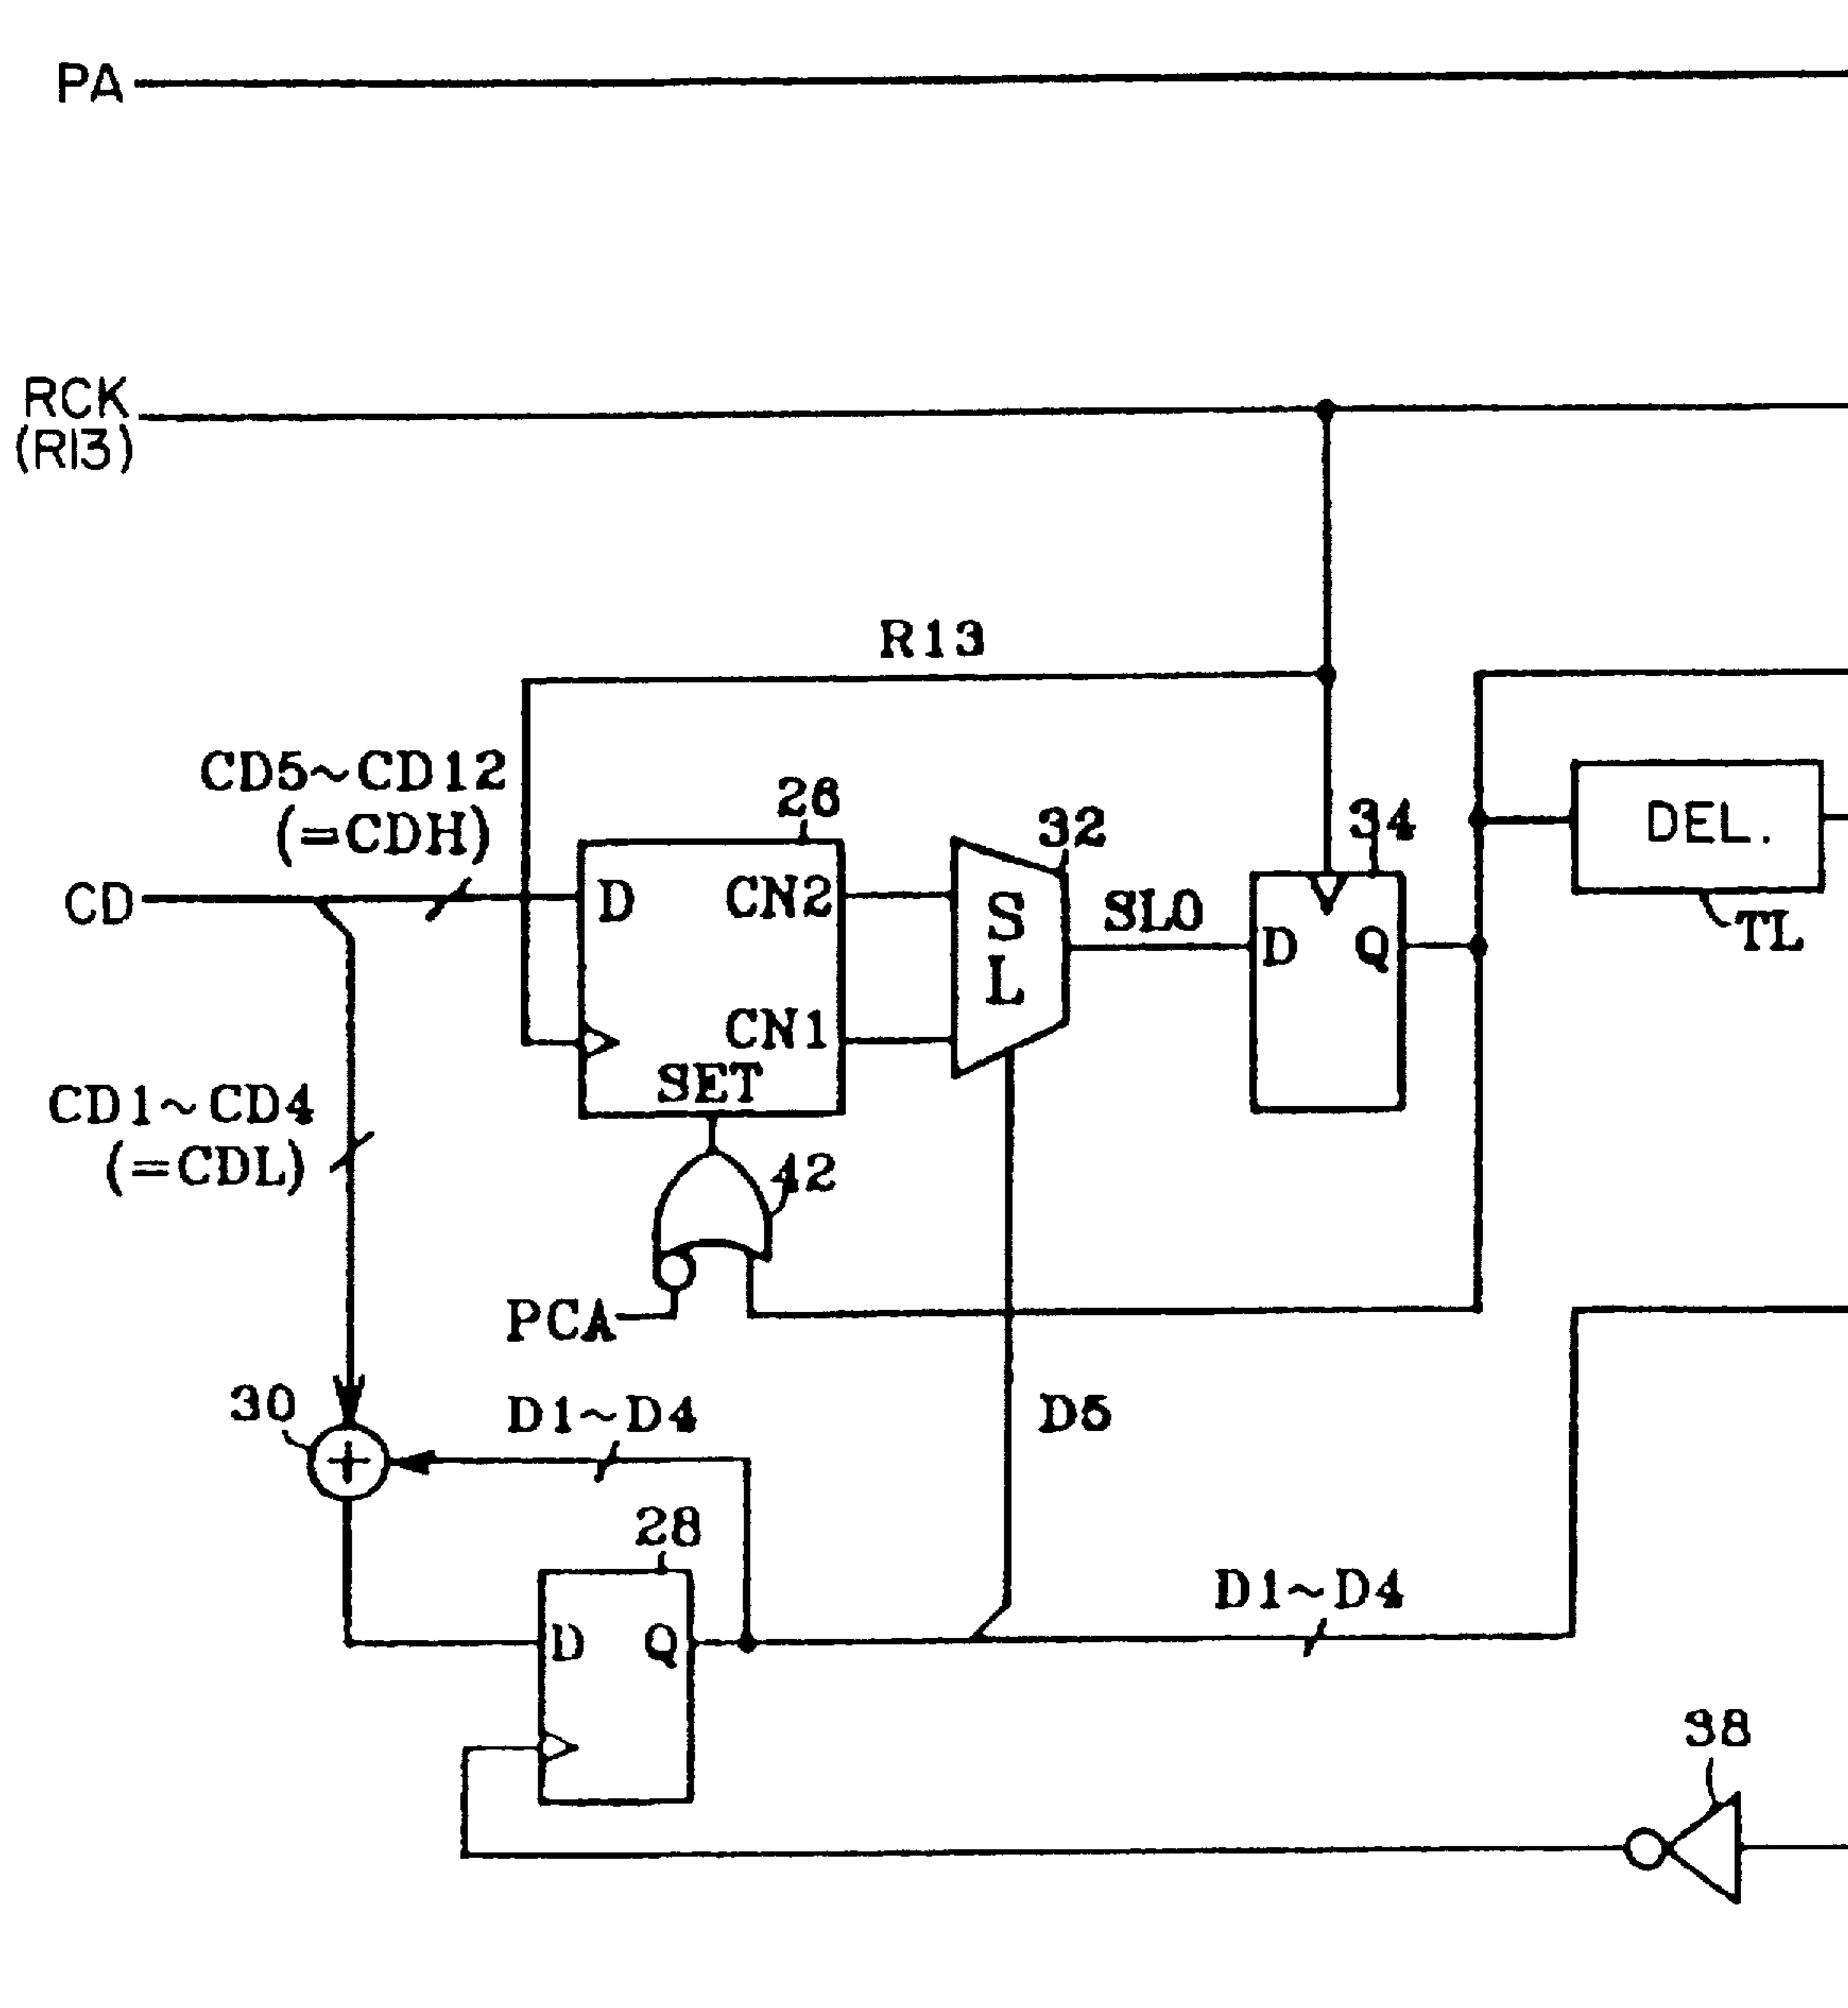 PA
RCK
(R13)
R13
CD5~CD12
(=CDH)
26
32
34
DEL.
CD
D
CN2
S
L
SLO
D
Q
TL
CN1
SET
CD1~CD4
(=CDL)
42
PCA
30
D1~D4
D5
28
D1~D4
D
Q
38